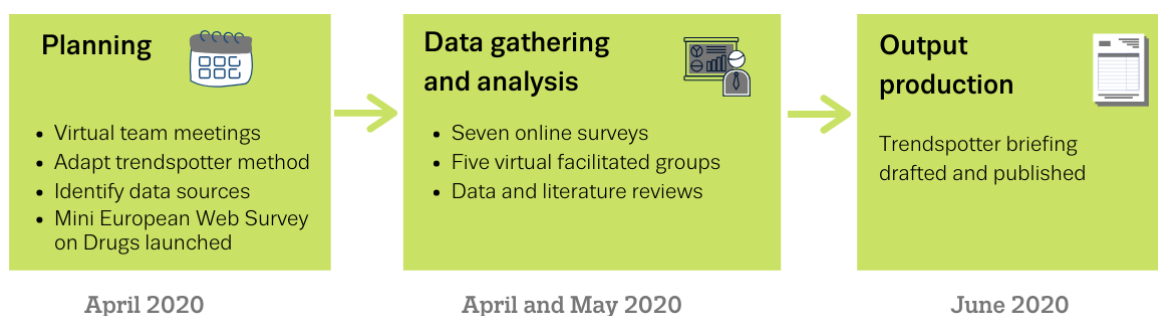 Planning
• Virtual team meetings
• Adapt trendspotter method
• Identify data sources
• Mini European Web Survey
on Drugs launched
April 2020
Data gathering
and analysis
• Seven online surveys
• Five virtual facilitated groups
• Data and literature reviews
April and May 2020
Output
production
Trendspotter briefing
drafted and published
June 2020